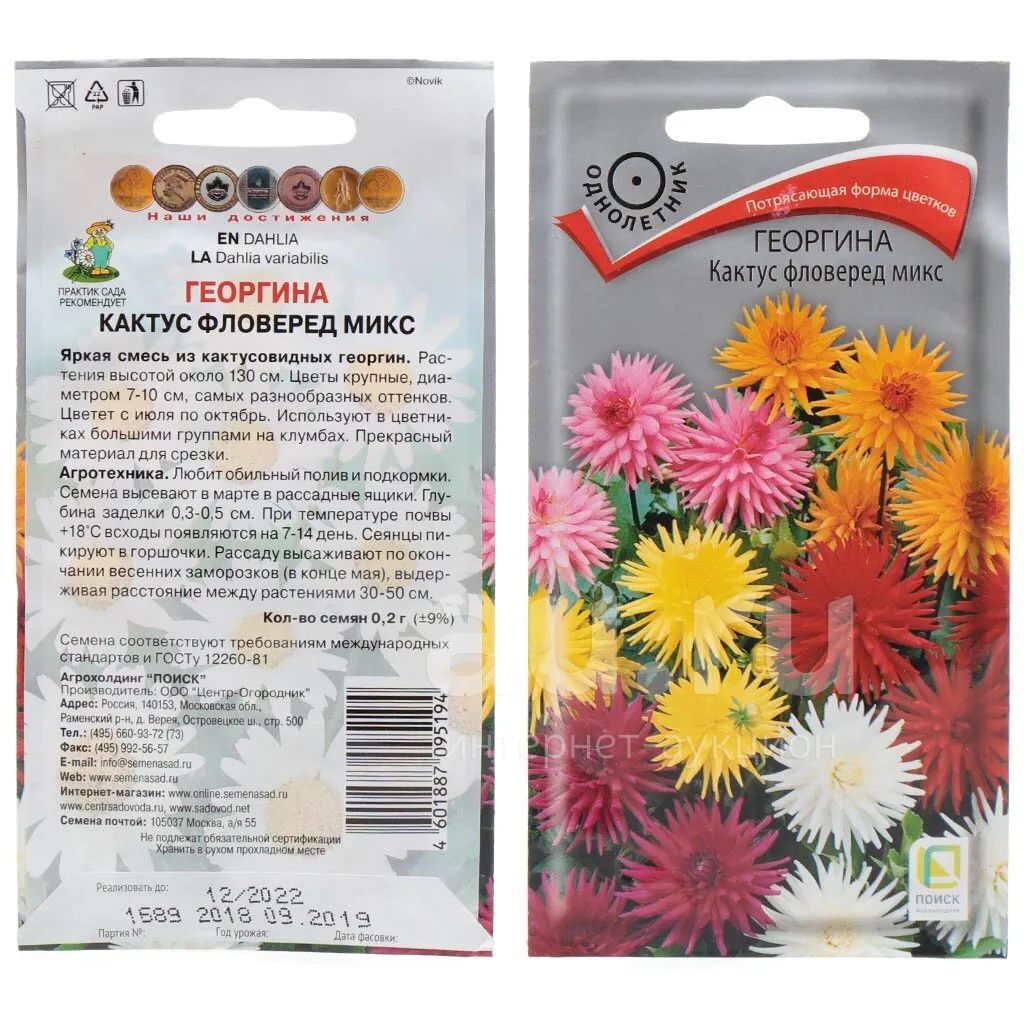 ©Novik
22
PAP
Наши достижения
EN DAHLIA
LA Dahlia variabilis
ПРАКТИК САДА
РЕКОМЕНДУЕТ
ГЕОРГИНА
КАКТУС ФЛОВЕРЕД МИКС
Яркая смесь из кактусовидных георгин. Рас-
тения высотой около 130 см. Цветы крупные, диа-
метром 7-10 см, самых разнообразных оттенков.
Цветет с июля по октябрь. Используют в цветни-
ках большими группами на клумбах. Прекрасный
материал для срезки.
Агротехника. Любит обильный полив и подкормки.
Семена высевают в марте в рассадные ящики. Глу-
бина заделки 0,3-0,5 см. При температуре почвы
+18°С всходы появляются на 7-14 день. Сеянцы пи-
кируют в горшочки. Рассаду высаживают по окон-
чании весенних заморозков (в конце мая), выдер-
живая расстояние между растениями 30-50 см.
Кол-во семян 0,2 г (±9%)
Семена соответствуют требованиям международных
стандартов и ГОСТу 12260-81
Агрохолдинг "ПОИСК"
Производитель: ООО "Центр-Огородник"
Адрес: Россия, 140153, Московская обл.,
Раменский р-н, д. Верея, Островецкое ш., стр. 500
Тел.: (495) 660-93-72 (73)
Факс: (495) 992-56-57
E-mail: info@semenasad.ru
Web: www.semenasad.ru
Интернет-магазин: www.online.semenasad.ru
www.centrsadovoda.ru, www.sadovod.net
Семена почтой: 105037 Москва, а/я 55
Не подлежат обязательной сертификации
Хранить в сухом прохладном месте
4 601887 095194
Реализовать до: 12/2022
1689 2018 09.2019
Партия №: Год урожая: Дата фасовки:
ОДНОЛЕТНИК
Потрясающая форма цветков
ГЕОРГИНА
Кактус фловеред микс
au.ru
интернет-аукцион
ПОИСК
АГРОХОЛДИНГ